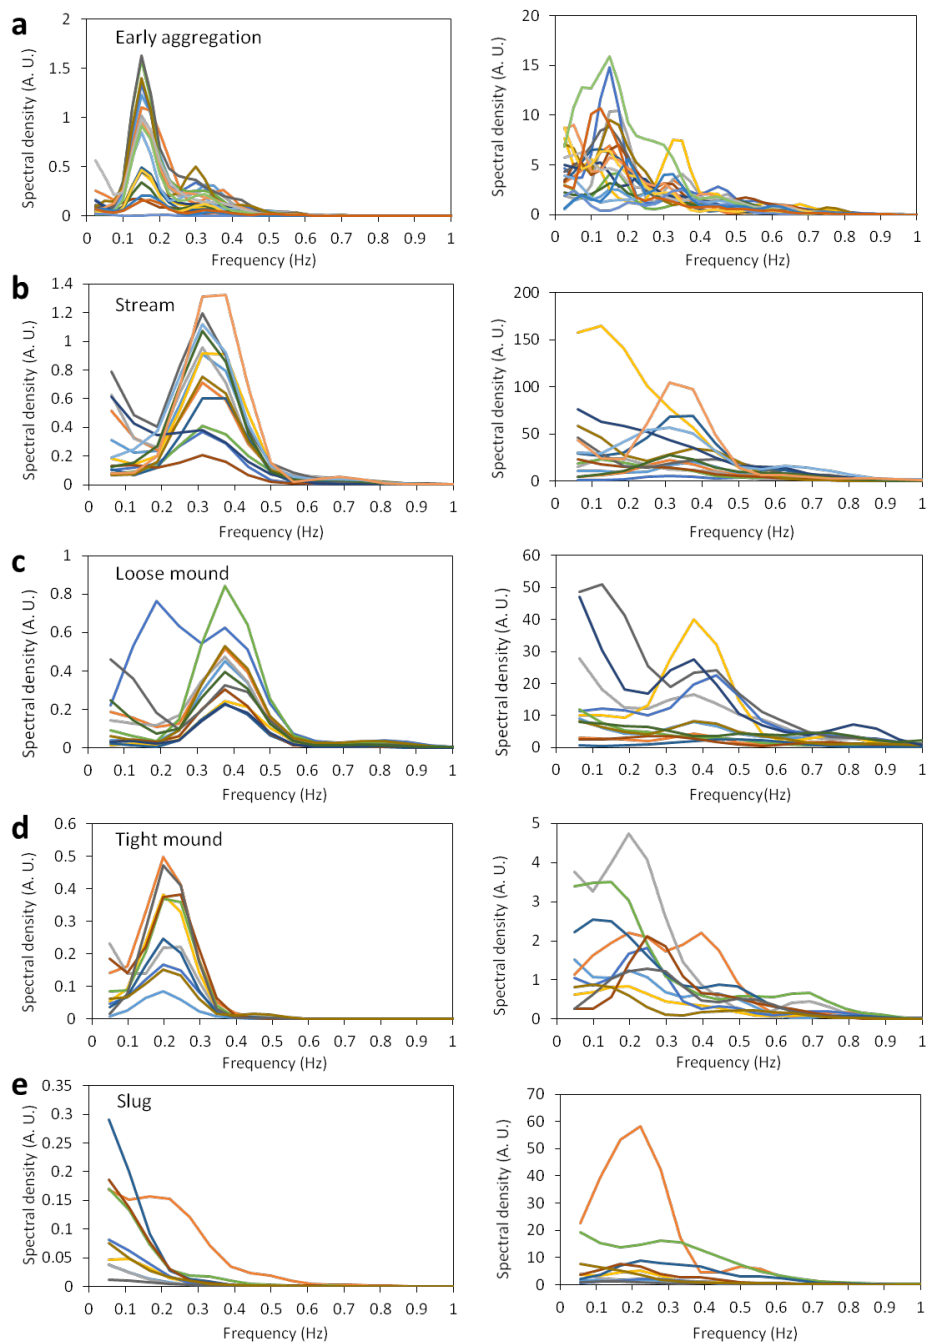 a
Early aggregation
Spectral density (A. U.)
2
1.5
1
0.5
0
0 0.1 0.2 0.3 0.4 0.5 0.6 0.7 0.8 0.9 1
Frequency (Hz)
Spectral density (A. U.)
20
15
10
5
0
0 0.1 0.2 0.3 0.4 0.5 0.6 0.7 0.8 0.9 1
Frequency (Hz)
b
Stream
Spectral density (A. U.)
1.4
1.2
1
0.8
0.6
0.4
0.2
0
0 0.1 0.2 0.3 0.4 0.5 0.6 0.7 0.8 0.9 1
Frequency (Hz)
Spectral density (A. U.)
200
150
100
50
0
0 0.1 0.2 0.3 0.4 0.5 0.6 0.7 0.8 0.9 1
Frequency (Hz)
c
Loose mound
Spectral density (A. U.)
1
0.8
0.6
0.4
0.2
0
0 0.1 0.2 0.3 0.4 0.5 0.6 0.7 0.8 0.9 1
Frequency (Hz)
Spectral density (A. U.)
60
50
40
30
20
10
0
0 0.1 0.2 0.3 0.4 0.5 0.6 0.7 0.8 0.9 1
Frequency(Hz)
d
Tight mound
Spectral density (A. U.)
0.6
0.5
0.4
0.3
0.2
0.1
0
0 0.1 0.2 0.3 0.4 0.5 0.6 0.7 0.8 0.9 1
Frequency (Hz)
Spectral density (A. U.)
5
4
3
2
1
0
0 0.1 0.2 0.3 0.4 0.5 0.6 0.7 0.8 0.9 1
Frequency (Hz)
e
Slug
Spectral density (A. U.)
0.35
0.3
0.25
0.2
0.15
0.1
0.05
0
0 0.1 0.2 0.3 0.4 0.5 0.6 0.7 0.8 0.9 1
Frequency (Hz)
Spectral density (A. U.)
70
60
50
40
30
20
10
0
0 0.1 0.2 0.3 0.4 0.5 0.6 0.7 0.8 0.9 1
Frequency (Hz)